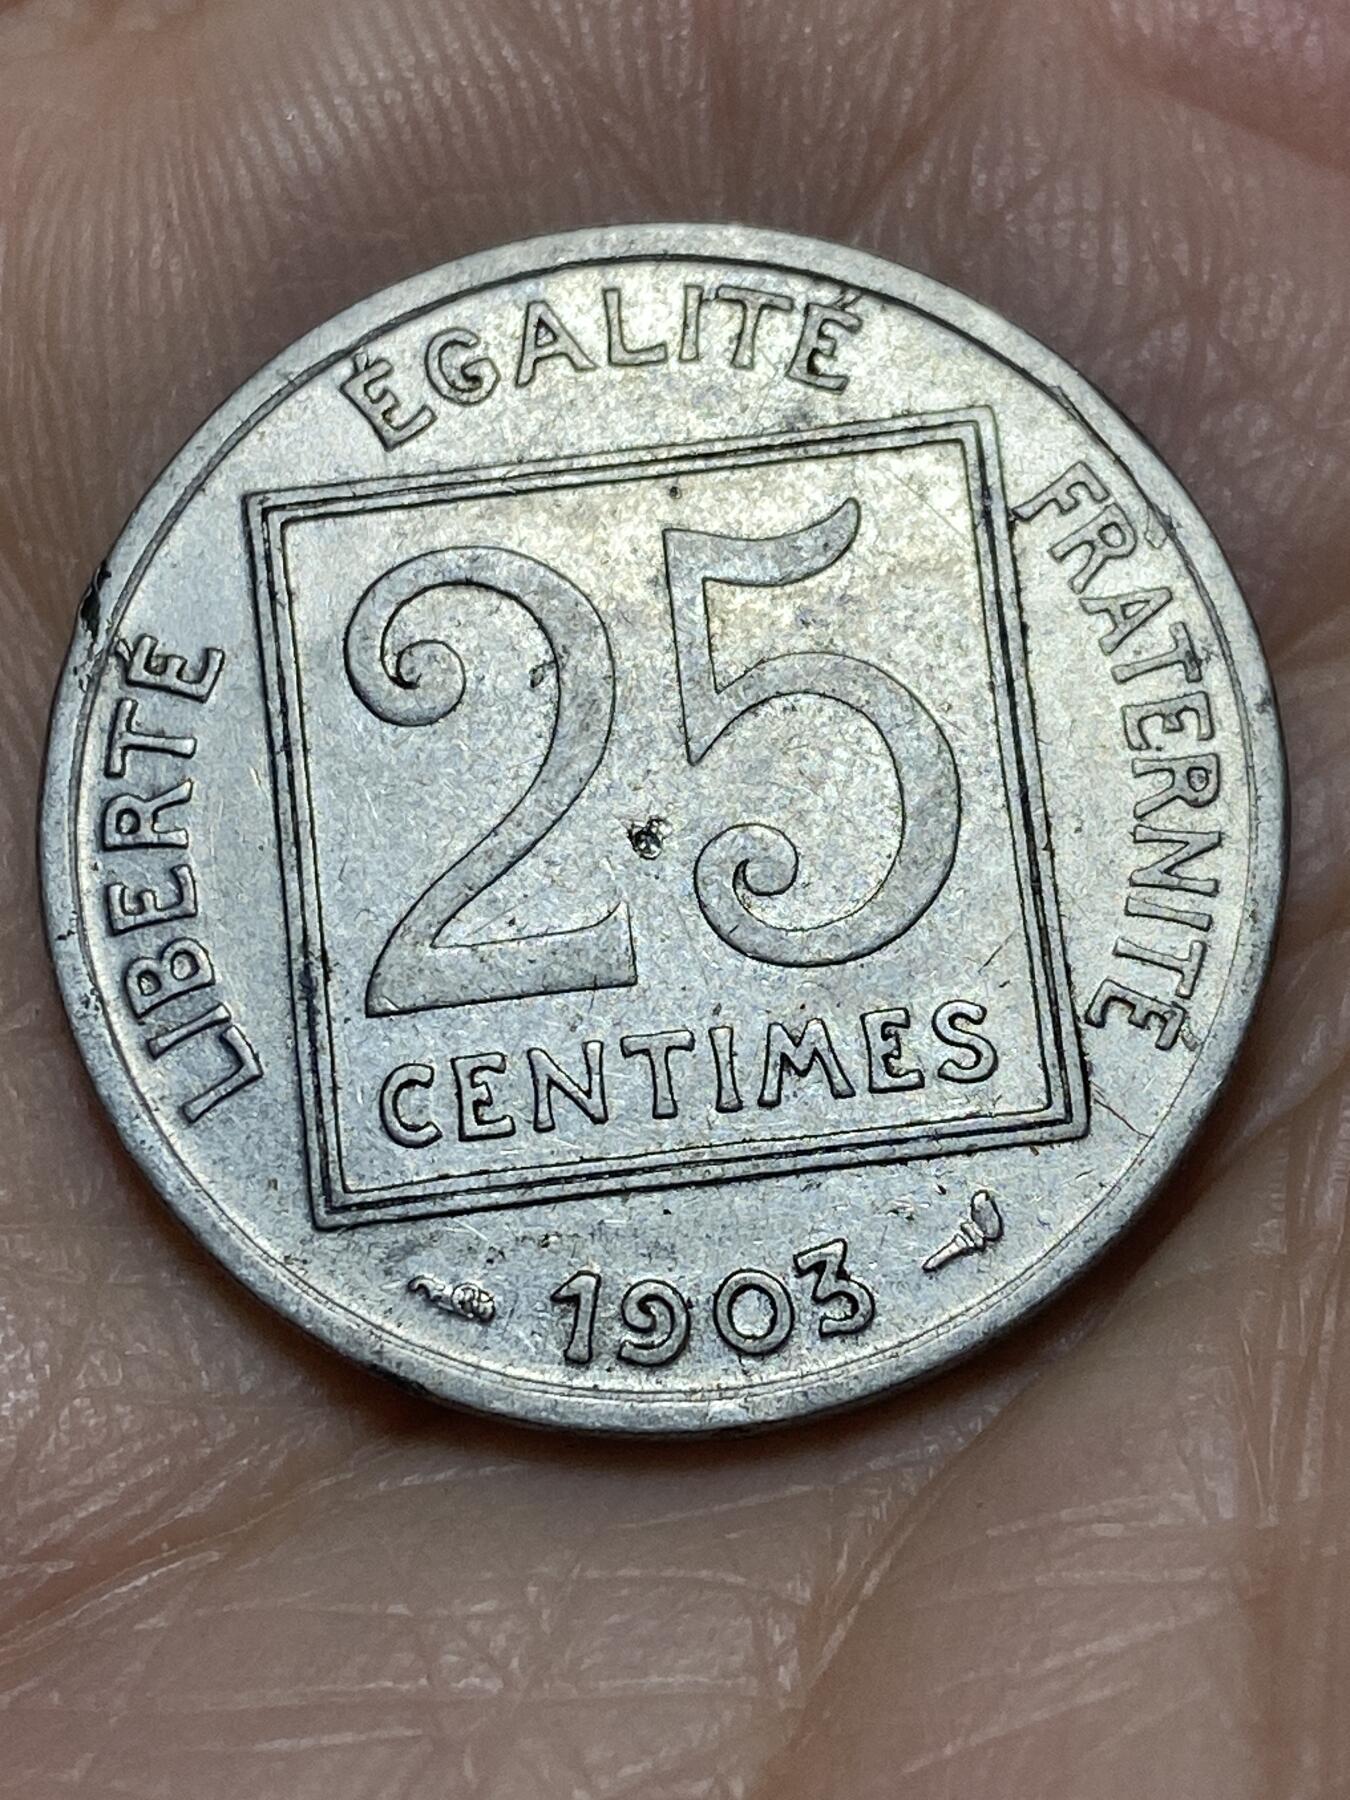 LIBERTÉ
ÉGALITÉ
FRATERNITÉ
25
CENTIMES
1903